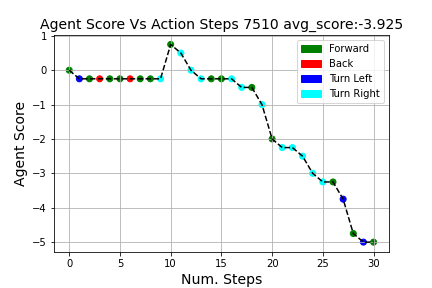 Agent Score Vs Action Steps 7510 avg_score:-3.925
Agent Score
1
0
−1
−2
−3
−4
−5
Forward
Back
Turn Left
Turn Right
0 5 10 15 20 25 30
Num. Steps